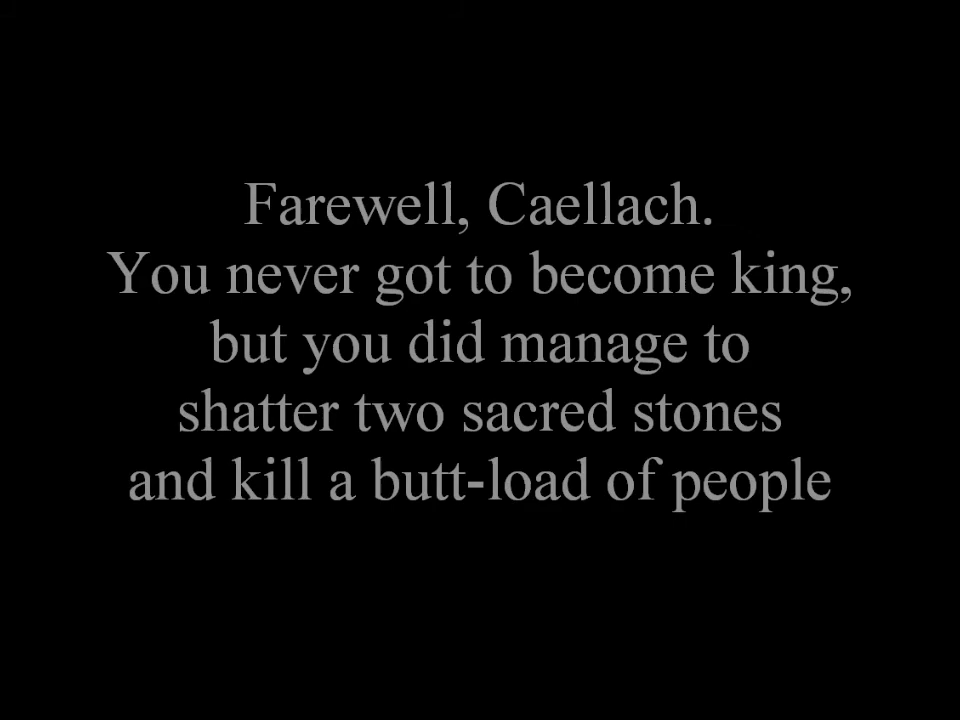 Farewell, Caellach.
You never got to become king,
but you did manage to
shatter two sacred stones
and kill a butt-load of people